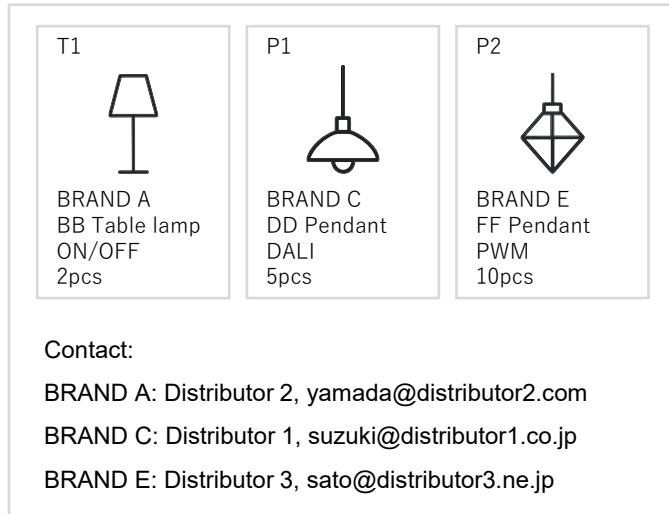 T1
BRAND A
BB Table lamp
ON/OFF
2pcs
P1
BRAND C
DD Pendant
DALI
5pcs
P2
BRAND E
FF Pendant
PWM
10pcs
Contact:
BRAND A: Distributor 2, yamada@distributor2.com
BRAND C: Distributor 1, suzuki@distributor1.co.jp
BRAND E: Distributor 3, sato@distributor3.ne.jp